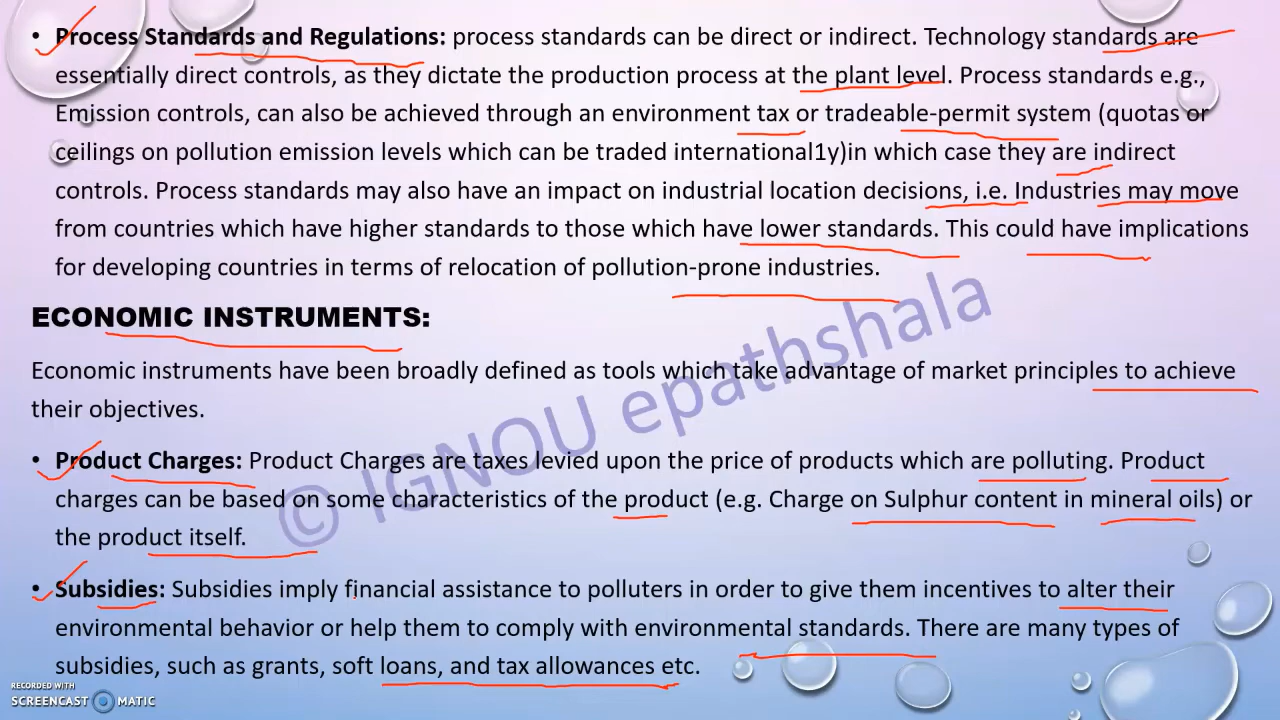 • Process Standards and Regulations: process standards can be direct or indirect. Technology standards are
essentially direct controls, as they dictate the production process at the plant level. Process standards e.g.,
Emission controls, can also be achieved through an environment tax or tradeable-permit system (quotas or
ceilings on pollution emission levels which can be traded international1y)in which case they are indirect
controls. Process standards may also have an impact on industrial location decisions, i.e. Industries may move
from countries which have higher standards to those which have lower standards. This could have implications
for developing countries in terms of relocation of pollution-prone industries.
ECONOMIC INSTRUMENTS:
Economic instruments have been broadly defined as tools which take advantage of market principles to achieve
their objectives.
• Product Charges: Product Charges are taxes levied upon the price of products which are polluting. Product
charges can be based on some characteristics of the product (e.g. Charge on Sulphur content in mineral oils) or
the product itself.
• Subsidies: Subsidies imply financial assistance to polluters in order to give them incentives to alter their
environmental behavior or help them to comply with environmental standards. There are many types of
subsidies, such as grants, soft loans, and tax allowances etc.
© IGNOU epathshala
RECORDED WITH
SCREENCAST MATIC